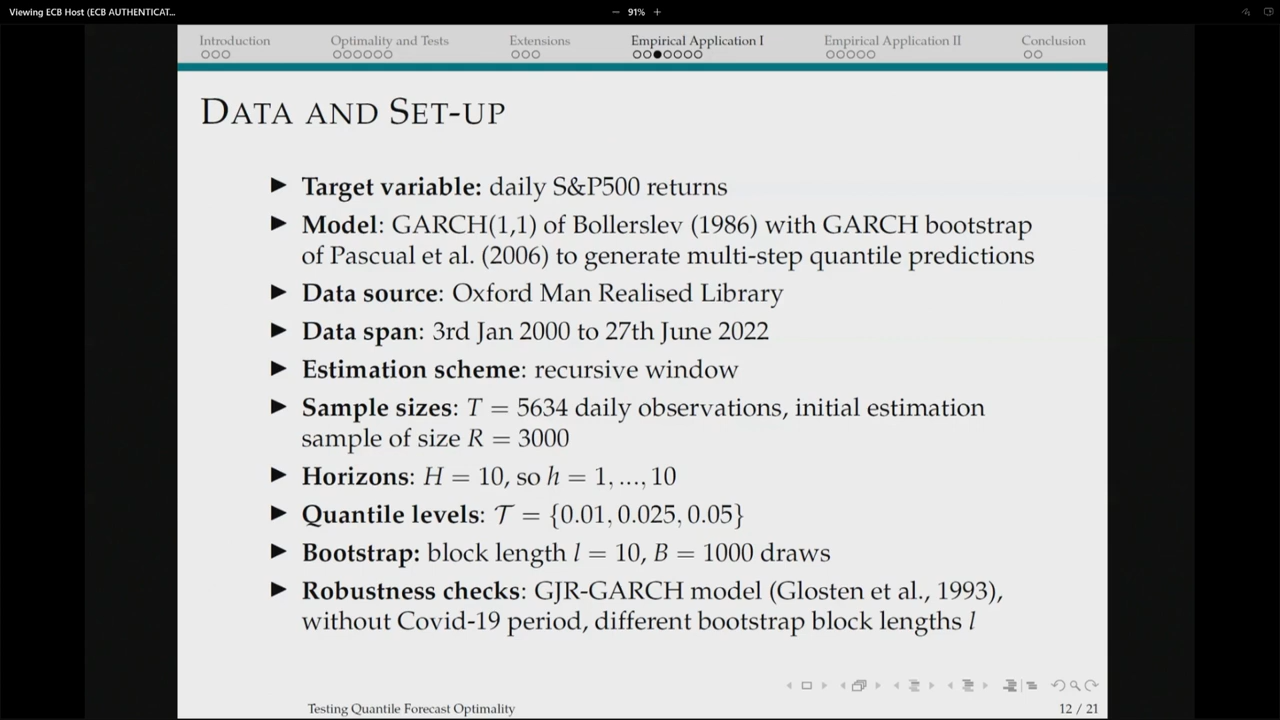 Viewing ECB Host (ECB AUTHENTICAT...
91%
Introduction
Optimality and Tests
Extensions
Empirical Application I
Empirical Application II
Conclusion
DATA AND SET-UP
▶ Target variable: daily S&P500 returns
▶ Model: GARCH(1,1) of Bollerslev (1986) with GARCH bootstrap
of Pascual et al. (2006) to generate multi-step quantile predictions
▶ Data source: Oxford Man Realised Library
▶ Data span: 3rd Jan 2000 to 27th June 2022
▶ Estimation scheme: recursive window
▶ Sample sizes: T = 5634 daily observations, initial estimation
sample of size R = 3000
▶ Horizons: H = 10, so h = 1, ..., 10
▶ Quantile levels: 𝒯 = {0.01, 0.025, 0.05}
▶ Bootstrap: block length l = 10, B = 1000 draws
▶ Robustness checks: GJR-GARCH model (Glosten et al., 1993),
without Covid-19 period, different bootstrap block lengths l
Testing Quantile Forecast Optimality
12 / 21